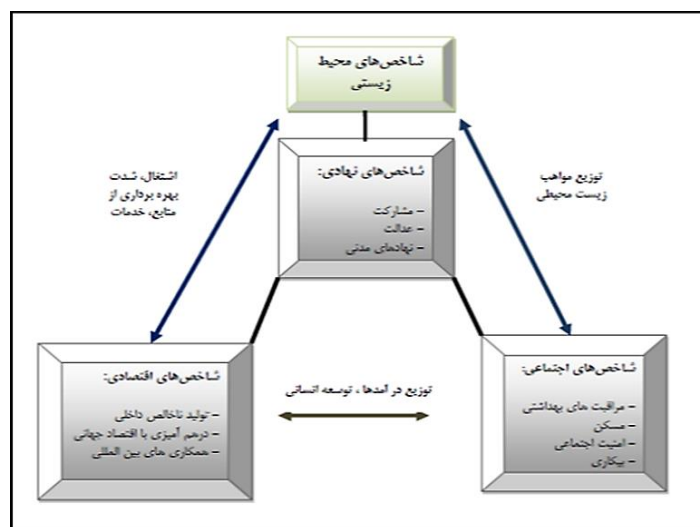 شاخص‌های محیط
زیستی
اشتغال، شدت
بهره برداری از
منابع، خدمات
توزیع مواهب
زیست محیطی
شاخص‌های نهادی:
- مشارکت
- عدالت
- نهادهای مدنی
شاخص‌های اجتماعی:
- مراقبت های بهداشتی
- مسکن
- امنیت اجتماعی
- بیکاری
توزیع در آمدها ، توسعه انسانی
شاخص‌های اقتصادی:
- تولید ناخالص داخلی
- درهم آمیزی با اقتصاد جهانی
- همکاری های بین المللی